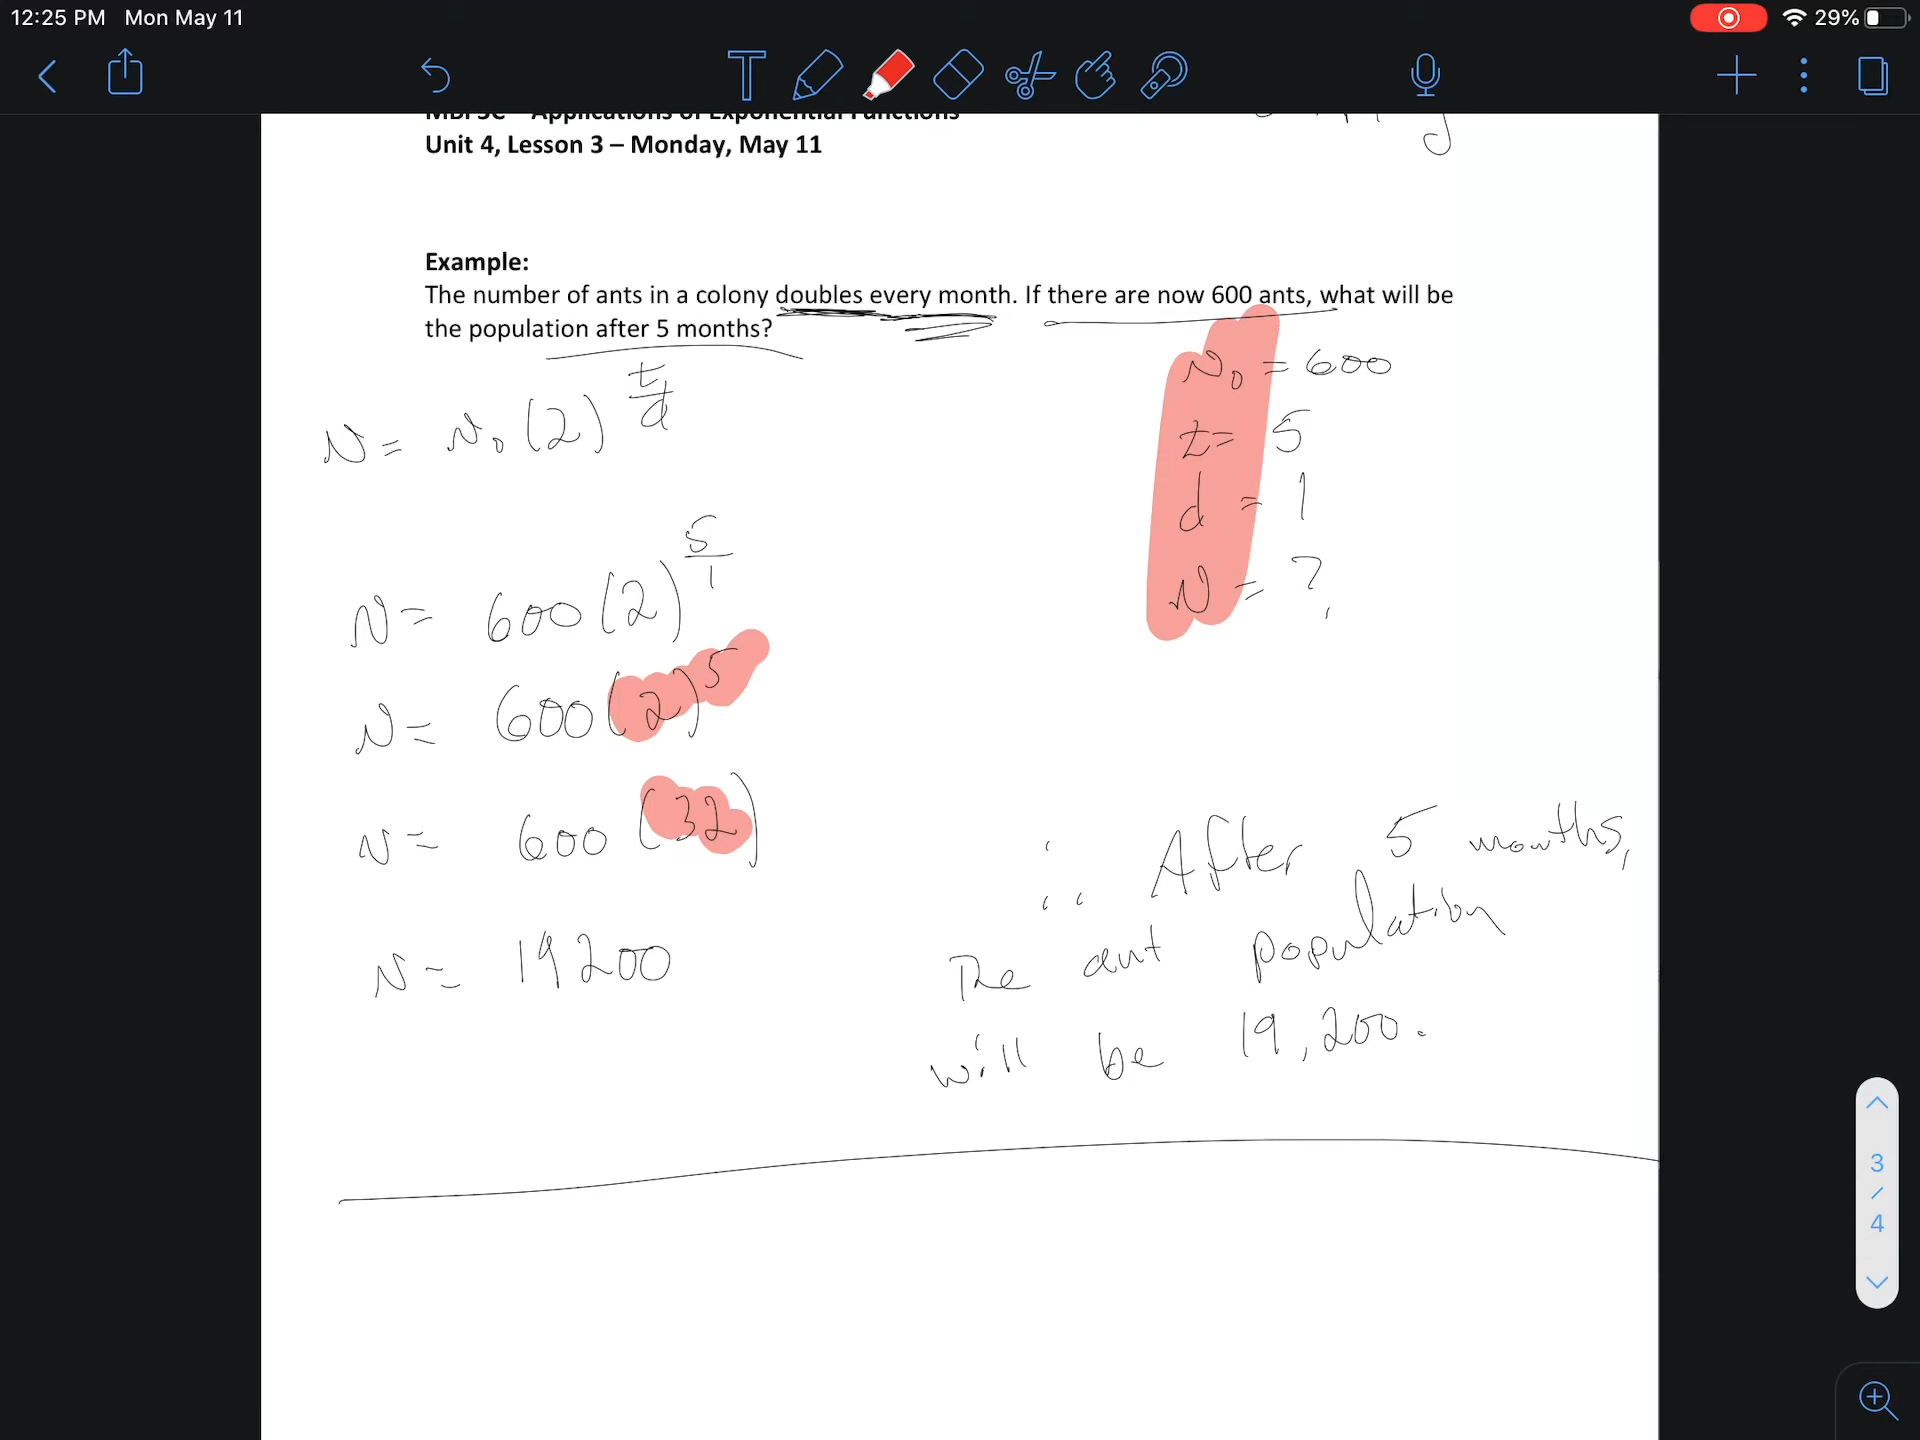 12:25 PM Mon May 11
29%
Unit 4, Lesson 3 – Monday, May 11
Example:
The number of ants in a colony doubles every month. If there are now 600 ants, what will be
the population after 5 months?
N₀ = 600
t = 5
d = 1
N = ?
N = N₀ (2)^(t/d)
N = 600 (2)^(5/1)
N = 600 (2)^5
N = 600 (32)
N = 19200
∴ After 5 months,
The ant population
will be 19,200.
3
/
4